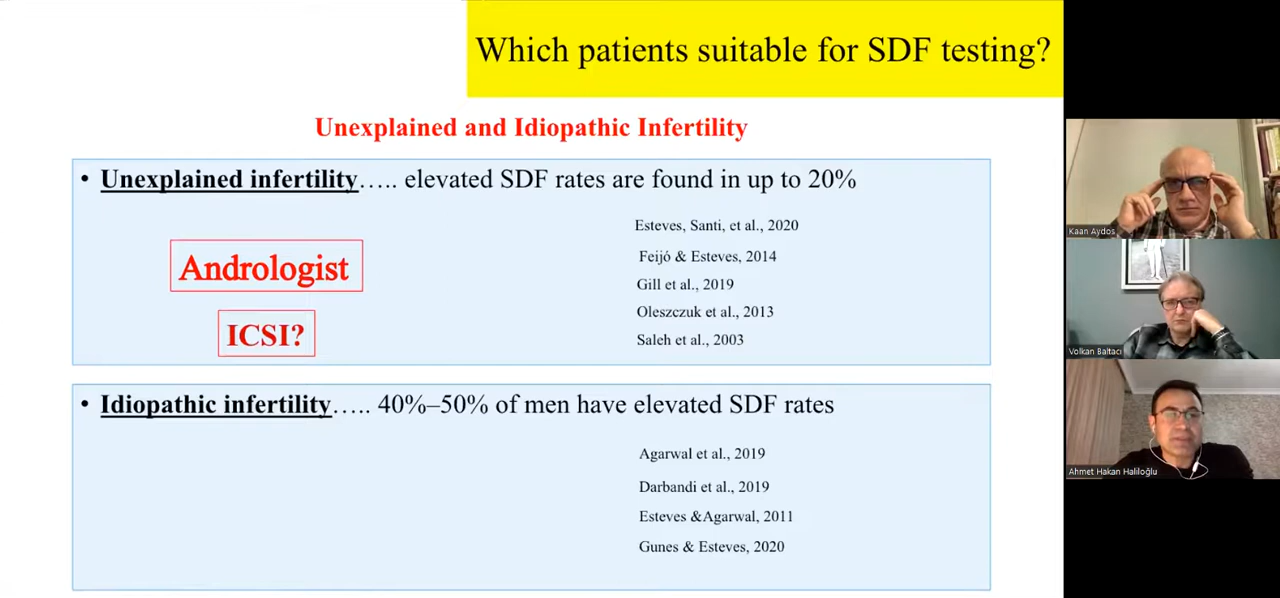 Which patients suitable for SDF testing?
Unexplained and Idiopathic Infertility
• Unexplained infertility..... elevated SDF rates are found in up to 20%
Esteves, Santi, et al., 2020
Feijó & Esteves, 2014
Gill et al., 2019
Oleszczuk et al., 2013
Saleh et al., 2003
Andrologist
ICSI?
• Idiopathic infertility..... 40%–50% of men have elevated SDF rates
Agarwal et al., 2019
Darbandi et al., 2019
Esteves &Agarwal, 2011
Gunes & Esteves, 2020
Kaan Aydos
Volkan Baltacı
Ahmet Hakan Haliloğlu